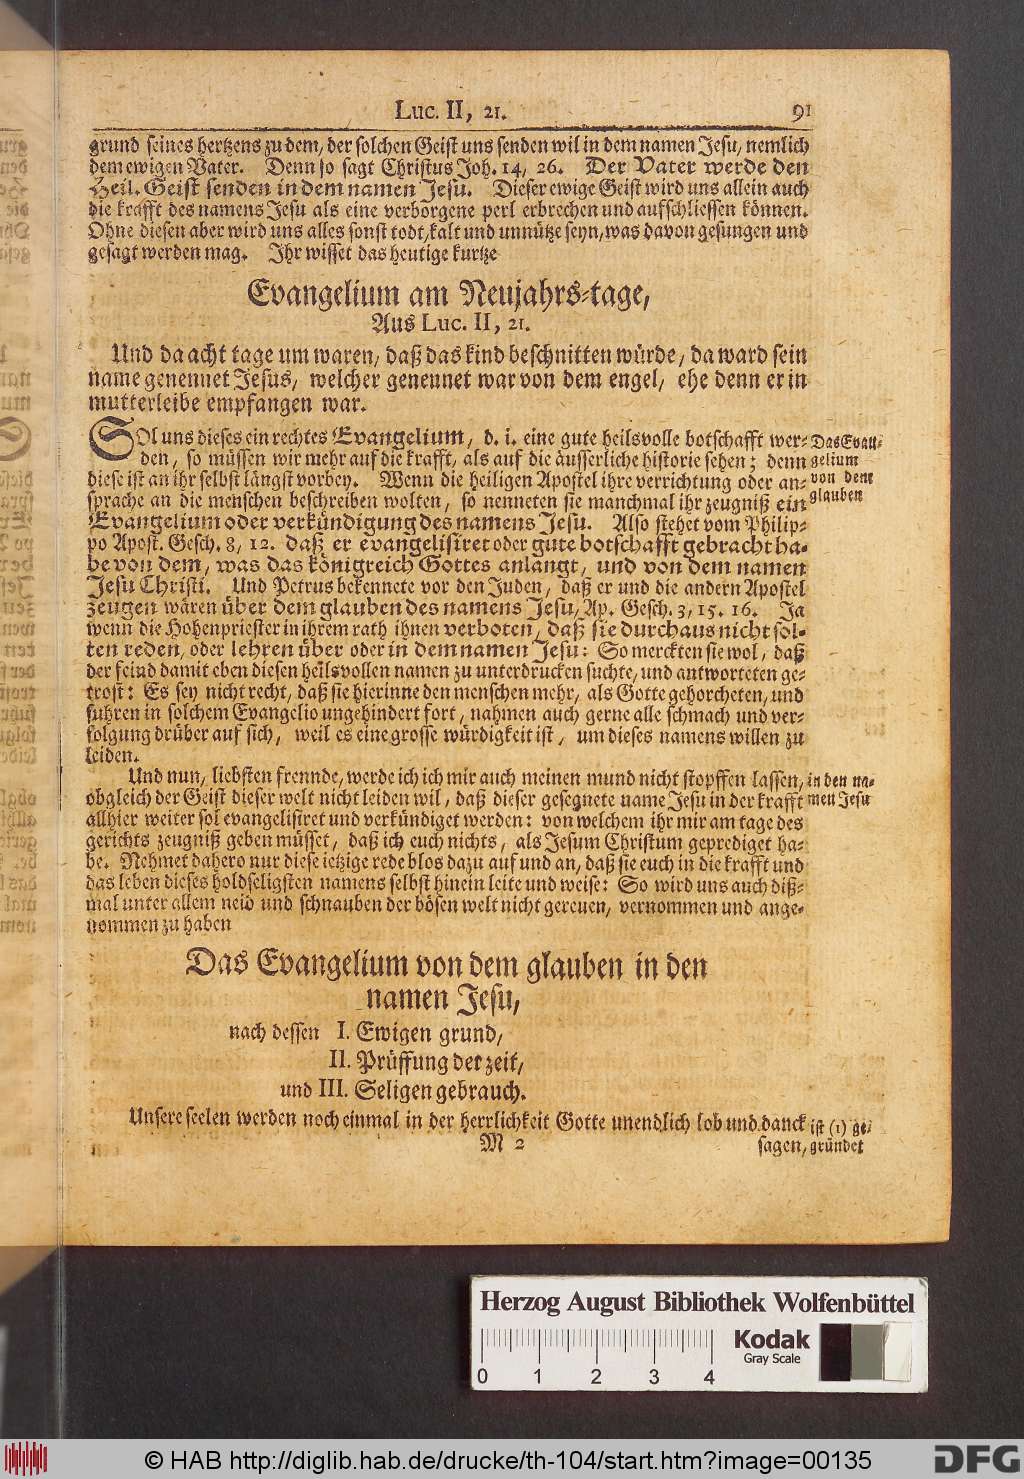 Luc. II, 21. 91
grund seines hertzens zu dem, der solchen Geist uns senden wil in dem namen Jesu, nemlich
dem ewigen Vater. Denn so sagt Christus Joh. 14, 26. Der Vater werde den
Heil. Geist senden in dem namen Jesu. Dieser ewige Geist wird uns allein auch
die krafft des namens Jesu als eine verborgene perl erbrechen und aufschliessen können.
Ohne diesen aber wird uns alles sonst todt, kalt und unnütze seyn, was davon gesungen und
gesagt werden mag. Ihr wisset das heutige kurtze
Evangelium am Neujahrs-tage,
Aus Luc. II, 21.
Und da acht tage um waren, daß das kind beschnitten würde, da ward sein
name genennet Jesus, welcher genennet war von dem engel, ehe denn er in
mutterleibe empfangen war.
SOl uns dieses ein rechtes Evangelium, d. i. eine gute heilsvolle botschafft wer-
den, so müssen wir mehr auf die krafft, als auf die äusserliche historie sehen; denn
diese ist an ihr selbst längst vorbey. Wenn die heiligen Apostel ihre verrichtung oder an-
sprache an die menschen beschreiben wolten, so nenneten sie manchmal ihr zeugniß ein
Evangelium oder verkündigung des namens Jesu. Also stehet vom Philip-
po Apost. Gesch. 8, 12. daß er evangelisiret oder gute botschafft gebracht ha-
be von dem, was das königreich Gottes anlangt, und von dem namen
Jesu Christi. Und Petrus bekennete vor den Juden, daß er und die andern Apostel
zeugen wären über dem glauben des namens Jesu, Ap. Gesch. 3, 15. 16. Ja
wenn die Hohenpriester in ihrem rath ihnen verboten, daß sie durchaus nicht sol-
ten reden, oder lehren über oder in dem namen Jesu: So merckten sie wol, daß
der feind damit eben diesen heilsvollen namen zu unterdrucken suchte, und antworteten ge-
trost: Es sey nicht recht, daß sie hierinne den menschen mehr, als Gotte gehorcheten, und
fuhren in solchem Evangelio ungehindert fort, nahmen auch gerne alle schmach und ver-
folgung drüber auf sich, weil es eine grosse würdigkeit ist, um dieses namens willen zu
leiden.
Das Evan-
gelium
von dem
glauben
Und nun, liebsten freunde, werde ich ich mir auch meinen mund nicht stopffen lassen,
obgleich der Geist dieser welt nicht leiden wil, daß dieser gesegnete name Jesu in der krafft
allhier weiter sol evangelisiret und verkündiget werden: von welchem ihr mir am tage des
gerichts zeugniß geben müsset, daß ich euch nichts, als Jesum Christum geprediget ha-
be. Nehmet dahero nur diese ietzige rede blos dazu auf und an, daß sie euch in die krafft und
das leben dieses holdseligsten namens selbst hinein leite und weise: So wird uns auch diß-
mal unter allem neid und schnauben der bösen welt nicht gereuen, vernommen und ange-
nommen zu haben
in den na-
men Jesu
Das Evangelium von dem glauben in den
namen Jesu,
nach dessen I. Ewigen grund,
II. Prüffung der zeit,
und III. Seligen gebrauch.
Unsere seelen werden noch einmal in der herrlichkeit Gotte unendlich lob und danck
M 2 sagen,
ist (1) ge-
gründet
Herzog August Bibliothek Wolfenbüttel
Kodak
Gray Scale
0 1 2 3 4
© HAB http://diglib.hab.de/drucke/th-104/start.htm?image=00135
DFG